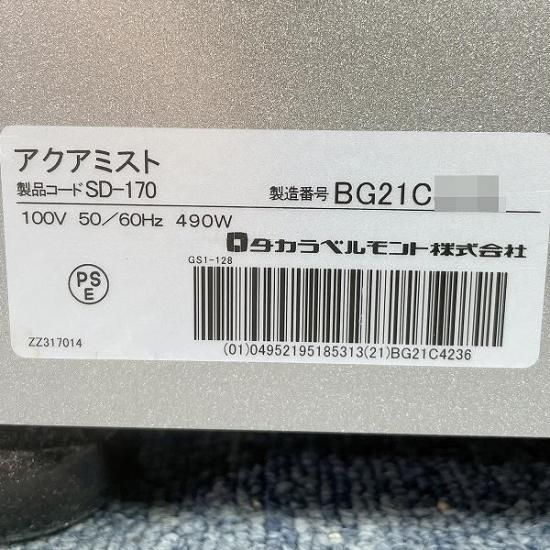 アクアミスト
製品コード SD-170 製造番号 BG21C
100V 50/60Hz 490W
タカラベルモント株式会社
GS1-128
PS
E
ZZ317014
(01)04952195185313(21)BG21C4236